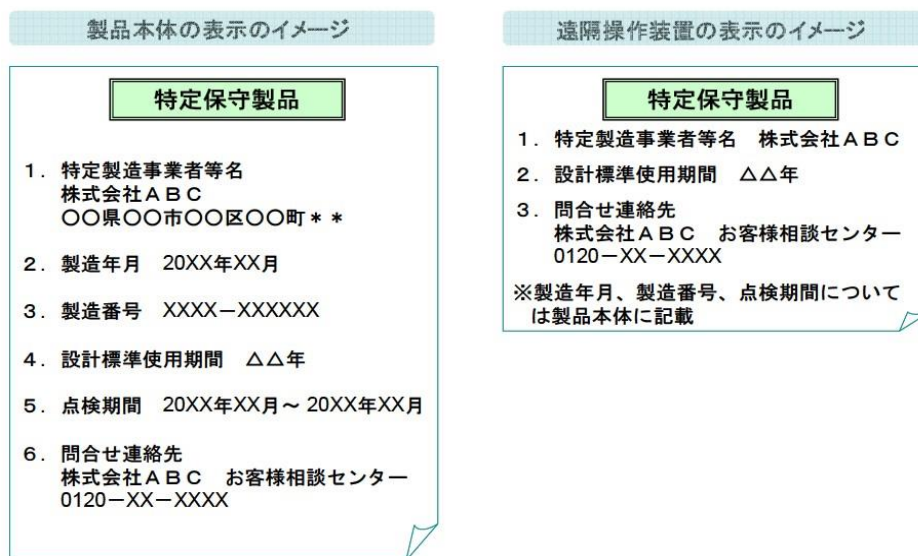 製品本体の表示のイメージ
特定保守製品
1. 特定製造事業者等名
株式会社ABC
〇〇県〇〇市〇〇区〇〇町**
2. 製造年月 20XX年XX月
3. 製造番号 XXXX-XXXXXX
4. 設計標準使用期間 △△年
5. 点検期間 20XX年XX月~20XX年XX月
6. 問合せ連絡先
株式会社ABC お客様相談センター
0120-XX-XXXX
遠隔操作装置の表示のイメージ
特定保守製品
1. 特定製造事業者等名 株式会社ABC
2. 設計標準使用期間 △△年
3. 問合せ連絡先
株式会社ABC お客様相談センター
0120-XX-XXXX
※製造年月、製造番号、点検期間について
は製品本体に記載